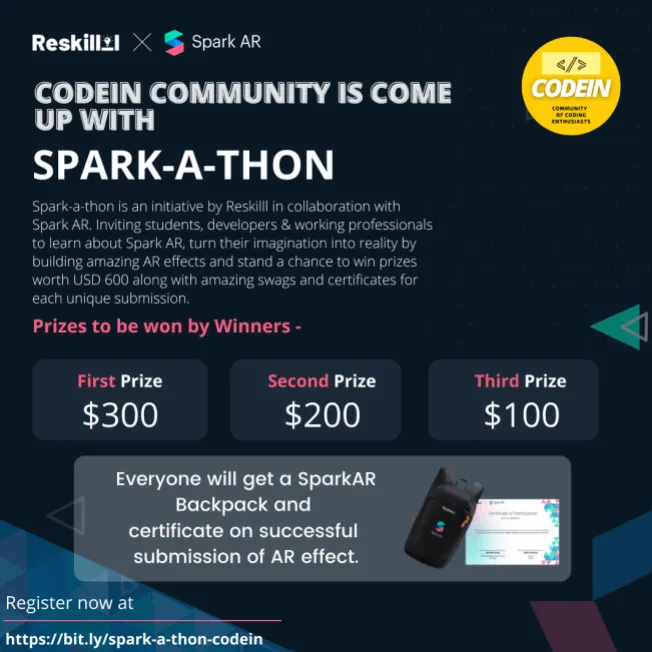 Reskilll × Spark AR
</>
CODEIN
COMMUNITY
OF CODING
ENTHUSIASTS
CODEIN COMMUNITY IS COME
UP WITH
SPARK-A-THON
Spark-a-thon is an initiative by Reskilll in collaboration with
Spark AR. Inviting students, developers & working professionals
to learn about Spark AR, turn their imagination into reality by
building amazing AR effects and stand a chance to win prizes
worth USD 600 along with amazing swags and certificates for
each unique submission.
Prizes to be won by Winners -
First Prize
$300
Second Prize
$200
Third Prize
$100
Everyone will get a SparkAR
Backpack and
certificate on successful
submission of AR effect.
Certificate of Participation
Register now at
https://bit.ly/spark-a-thon-codein